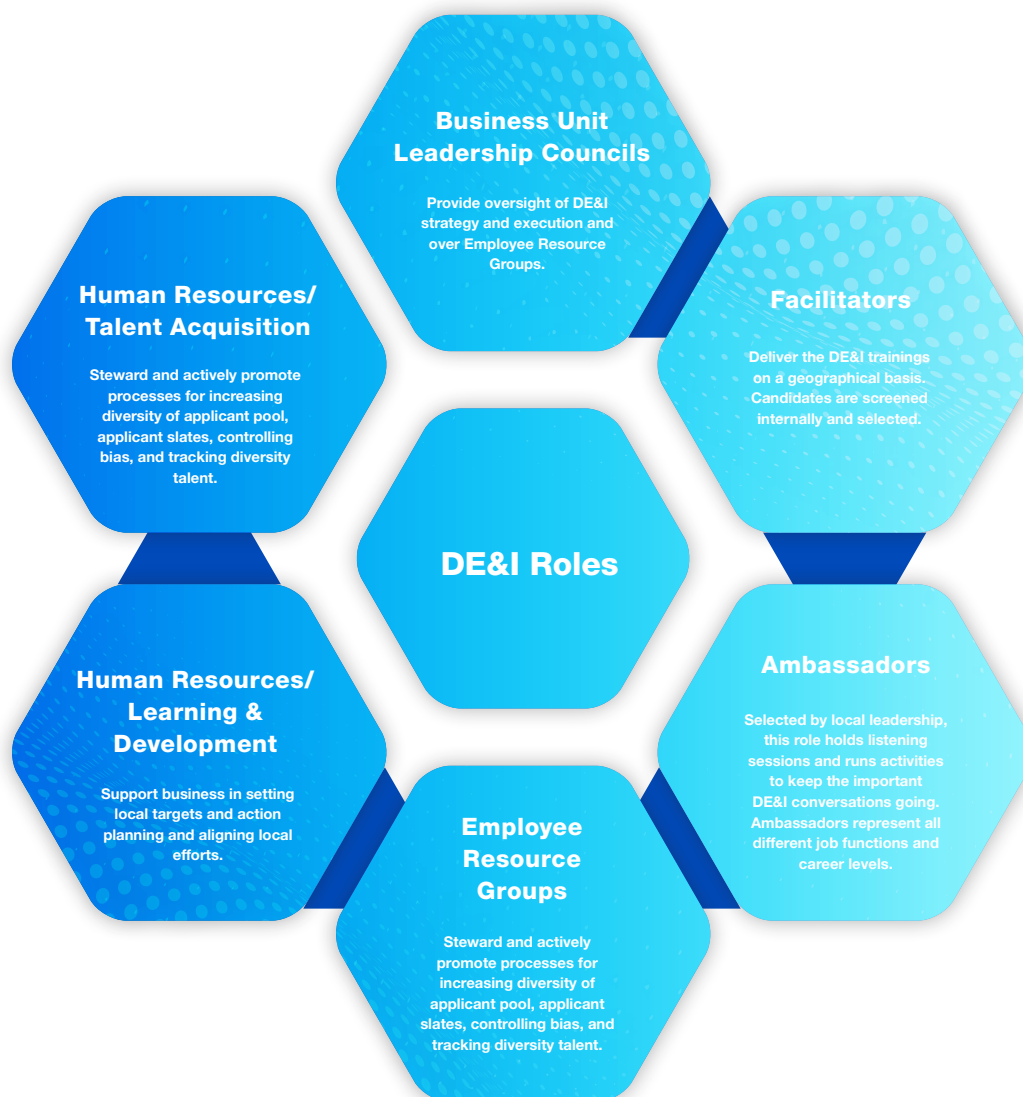 Business Unit
Leadership Councils
Provide oversight of DE&I
strategy and execution and
over Employee Resource
Groups.
Human Resources/
Talent Acquisition
Steward and actively promote
processes for increasing
diversity of applicant pool,
applicant slates, controlling
bias, and tracking diversity
talent.
Facilitators
Deliver the DE&I trainings
on a geographical basis.
Candidates are screened
internally and selected.
DE&I Roles
Human Resources/
Learning &
Development
Support business in setting
local targets and action
planning and aligning local
efforts.
Ambassadors
Selected by local leadership,
this role holds listening
sessions and runs activities
to keep the important
DE&I conversations going.
Ambassadors represent all
different job functions and
career levels.
Employee
Resource
Groups
Steward and actively
promote processes for
increasing diversity of
applicant pool, applicant
slates, controlling bias, and
tracking diversity talent.